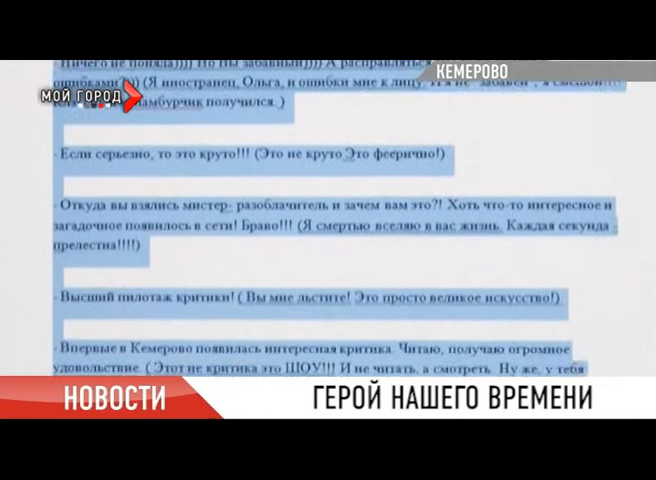 Ничего не поняла)))) Но Вы забавный)))) А расправляться
КЕМЕРОВО
ошибками?))) (Я иностранец, Ольга, и ошибки мне к лицу. И я не
МОЙ ГОРОД
ламбурчик получился. )
- Если серьезно, то это круто!!! (Это не круто Это феерично!)
- Откуда вы взялись мистер- разоблачитель и зачем вам это?! Хоть что-то интересное и
загадочное появилось в сети! Браво!!! (Я смертью вселяю в вас жизнь. Каждая секунда
прелестна!!!!)
- Высший пилотаж критики! ( Вы мне льстите! Это просто великое искусство!)
- Впервые в Кемерово появилась интересная критика. Читаю, получаю огромное
удовольствие. ( Этот не критика это ШОУ!!! И не читать, а смотреть. Ну же, у тебя
НОВОСТИ
ГЕРОЙ НАШЕГО ВРЕМЕНИ